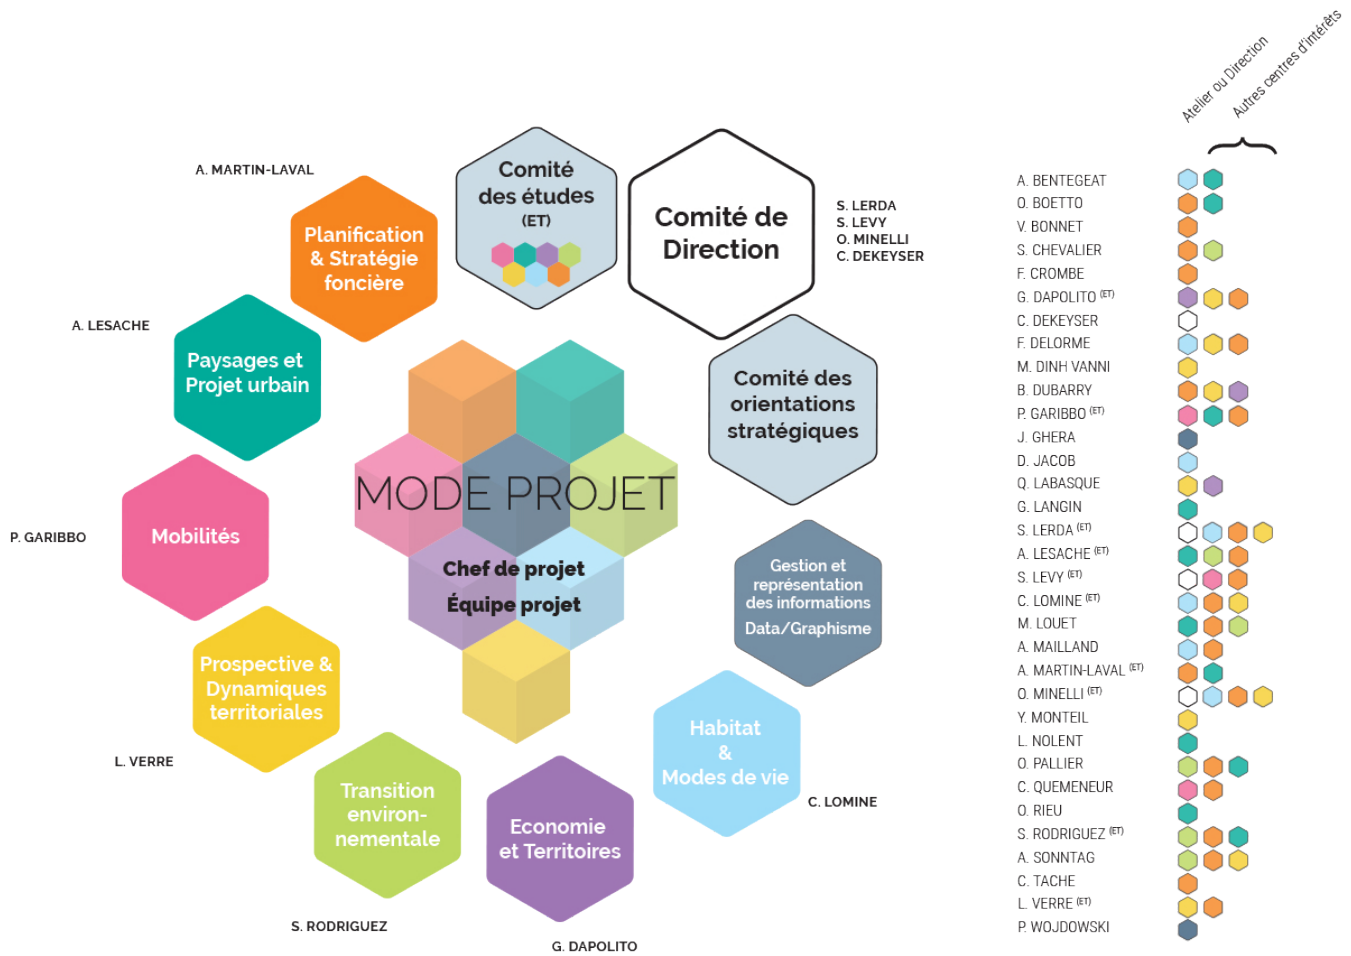 Atelier ou Direction
Autres centres d'intérêts
A. MARTIN-LAVAL
Comité
des études
(ET)
Comité de
Direction
S. LERDA
S. LEVY
O. MINELLI
C. DEKEYSER
Planification
& Stratégie
foncière
A. LESACHE
Paysages et
Projet urbain
Comité des
orientations
stratégiques
MODE PROJET
Chef de projet
Équipe projet
P. GARIBBO
Mobilités
Gestion et
représentation
des informations
Data/Graphisme
Prospective &
Dynamiques
territoriales
L. VERRE
Habitat
&
Modes de vie
C. LOMINE
Transition
environ-
nementale
S. RODRIGUEZ
Economie
et Territoires
G. DAPOLITO
A. BENTEGEAT
O. BOETTO
V. BONNET
S. CHEVALIER
F. CROMBE
G. DAPOLITO (ET)
C. DEKEYSER
F. DELORME
M. DINH VANNI
B. DUBARRY
P. GARIBBO (ET)
J. GHERA
D. JACOB
Q. LABASQUE
G. LANGIN
S. LERDA (ET)
A. LESACHE (ET)
S. LEVY (ET)
C. LOMINE (ET)
M. LOUET
A. MAILLAND
A. MARTIN-LAVAL (ET)
O. MINELLI (ET)
Y. MONTEIL
L. NOLENT
O. PALLIER
C. QUEMENEUR
O. RIEU
S. RODRIGUEZ (ET)
A. SONNTAG
C. TACHE
L. VERRE (ET)
P. WOJDOWSKI